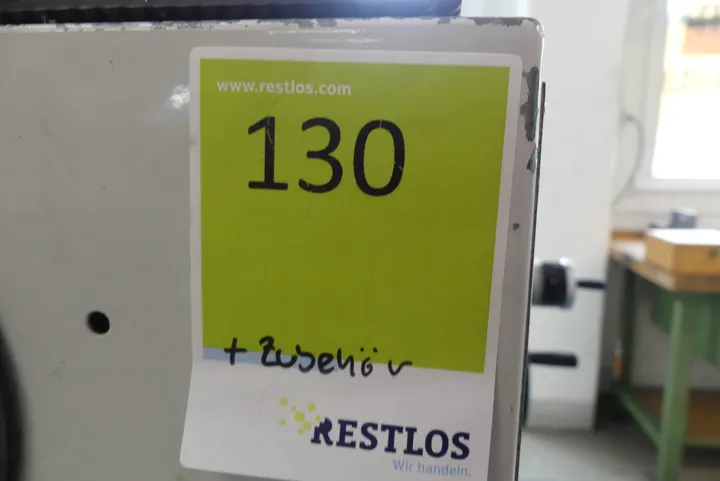 www.restlos.com
130
+ Zubehör
RESTLOS
Wir handeln.